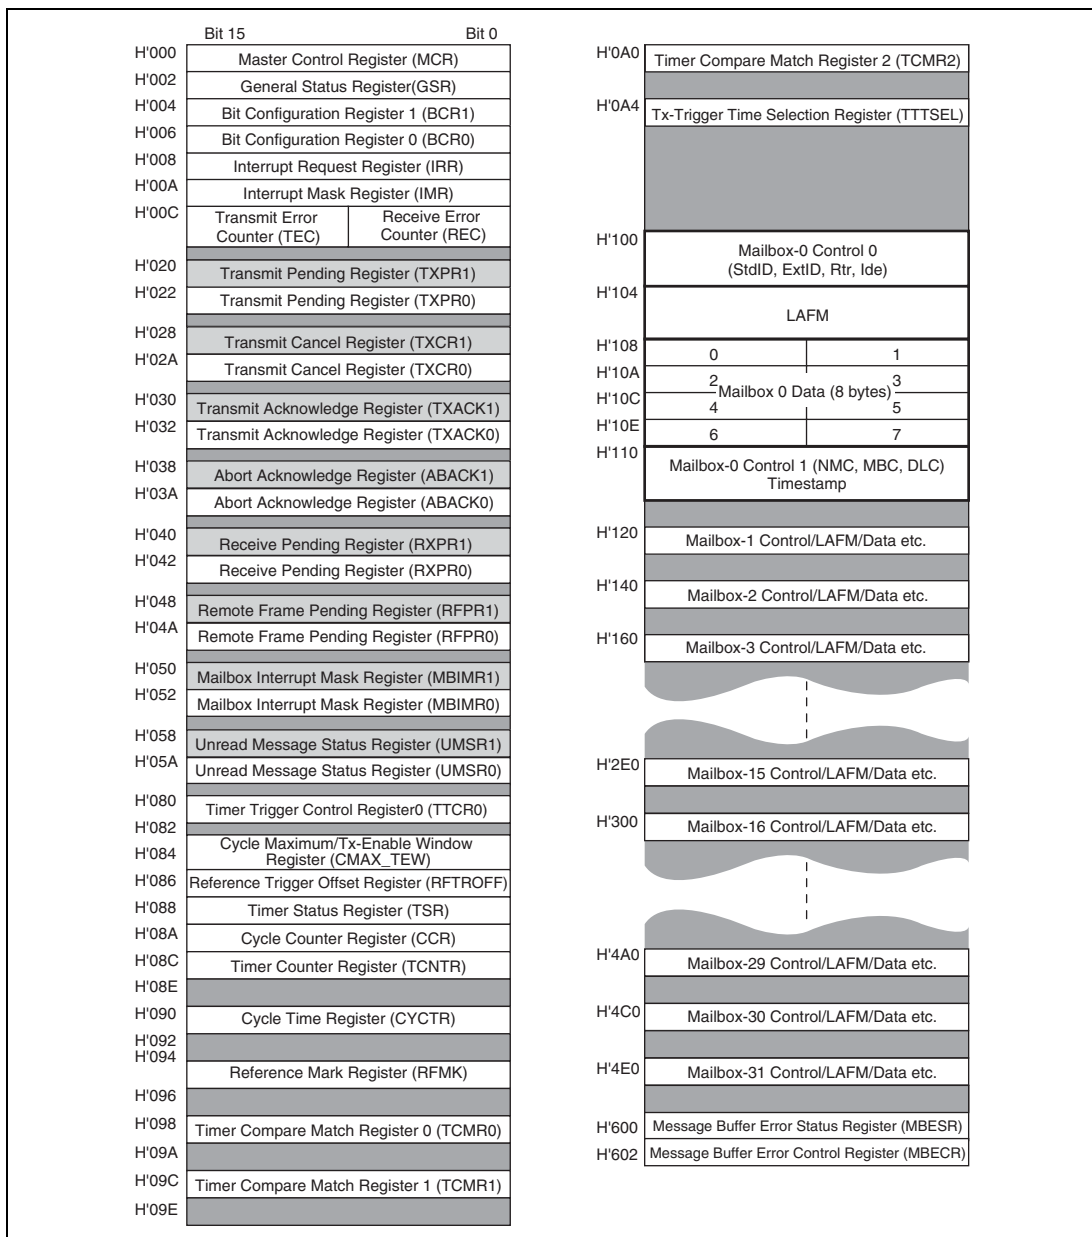 Bit 15 Bit 0
H'000 Master Control Register (MCR)
H'002 General Status Register(GSR)
H'004 Bit Configuration Register 1 (BCR1)
H'006 Bit Configuration Register 0 (BCR0)
H'008 Interrupt Request Register (IRR)
H'00A Interrupt Mask Register (IMR)
H'00C
Transmit Error
Counter (TEC)
Receive Error
Counter (REC)
H'020 Transmit Pending Register (TXPR1)
H'022 Transmit Pending Register (TXPR0)
H'028 Transmit Cancel Register (TXCR1)
H'02A Transmit Cancel Register (TXCR0)
H'030 Transmit Acknowledge Register (TXACK1)
H'032 Transmit Acknowledge Register (TXACK0)
H'038 Abort Acknowledge Register (ABACK1)
H'03A Abort Acknowledge Register (ABACK0)
H'040 Receive Pending Register (RXPR1)
H'042 Receive Pending Register (RXPR0)
H'048 Remote Frame Pending Register (RFPR1)
H'04A Remote Frame Pending Register (RFPR0)
H'050 Mailbox Interrupt Mask Register (MBIMR1)
H'052 Mailbox Interrupt Mask Register (MBIMR0)
H'058 Unread Message Status Register (UMSR1)
H'05A Unread Message Status Register (UMSR0)
H'080 Timer Trigger Control Register0 (TTCR0)
H'082
H'084
Cycle Maximum/Tx-Enable Window
Register (CMAX_TEW)
H'086 Reference Trigger Offset Register (RFTROFF)
H'088 Timer Status Register (TSR)
H'08A Cycle Counter Register (CCR)
H'08C Timer Counter Register (TCNTR)
H'08E
H'090 Cycle Time Register (CYCTR)
H'092
H'094
Reference Mark Register (RFMK)
H'096
H'098 Timer Compare Match Register 0 (TCMR0)
H'09A
H'09C Timer Compare Match Register 1 (TCMR1)
H'09E
H'0A0 Timer Compare Match Register 2 (TCMR2)
H'0A4 Tx-Trigger Time Selection Register (TTTSEL)
H'100 Mailbox-0 Control 0
(StdID, ExtID, Rtr, Ide)
H'104 LAFM
H'108 0 1
H'10A 2 3
Mailbox 0 Data (8 bytes)
H'10C 4 5
H'10E 6 7
H'110 Mailbox-0 Control 1 (NMC, MBC, DLC)
Timestamp
H'120 Mailbox-1 Control/LAFM/Data etc.
H'140 Mailbox-2 Control/LAFM/Data etc.
H'160 Mailbox-3 Control/LAFM/Data etc.
H'2E0 Mailbox-15 Control/LAFM/Data etc.
H'300 Mailbox-16 Control/LAFM/Data etc.
H'4A0 Mailbox-29 Control/LAFM/Data etc.
H'4C0 Mailbox-30 Control/LAFM/Data etc.
H'4E0 Mailbox-31 Control/LAFM/Data etc.
H'600 Message Buffer Error Status Register (MBESR)
H'602 Message Buffer Error Control Register (MBECR)